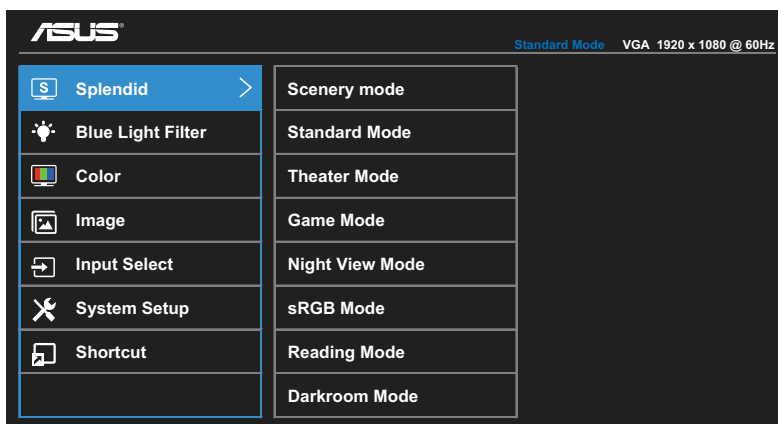 ASUS®
Standard Mode VGA 1920 x 1080 @ 60Hz
S Splendid
Blue Light Filter
Color
Image
Input Select
System Setup
Shortcut
Scenery mode
Standard Mode
Theater Mode
Game Mode
Night View Mode
sRGB Mode
Reading Mode
Darkroom Mode